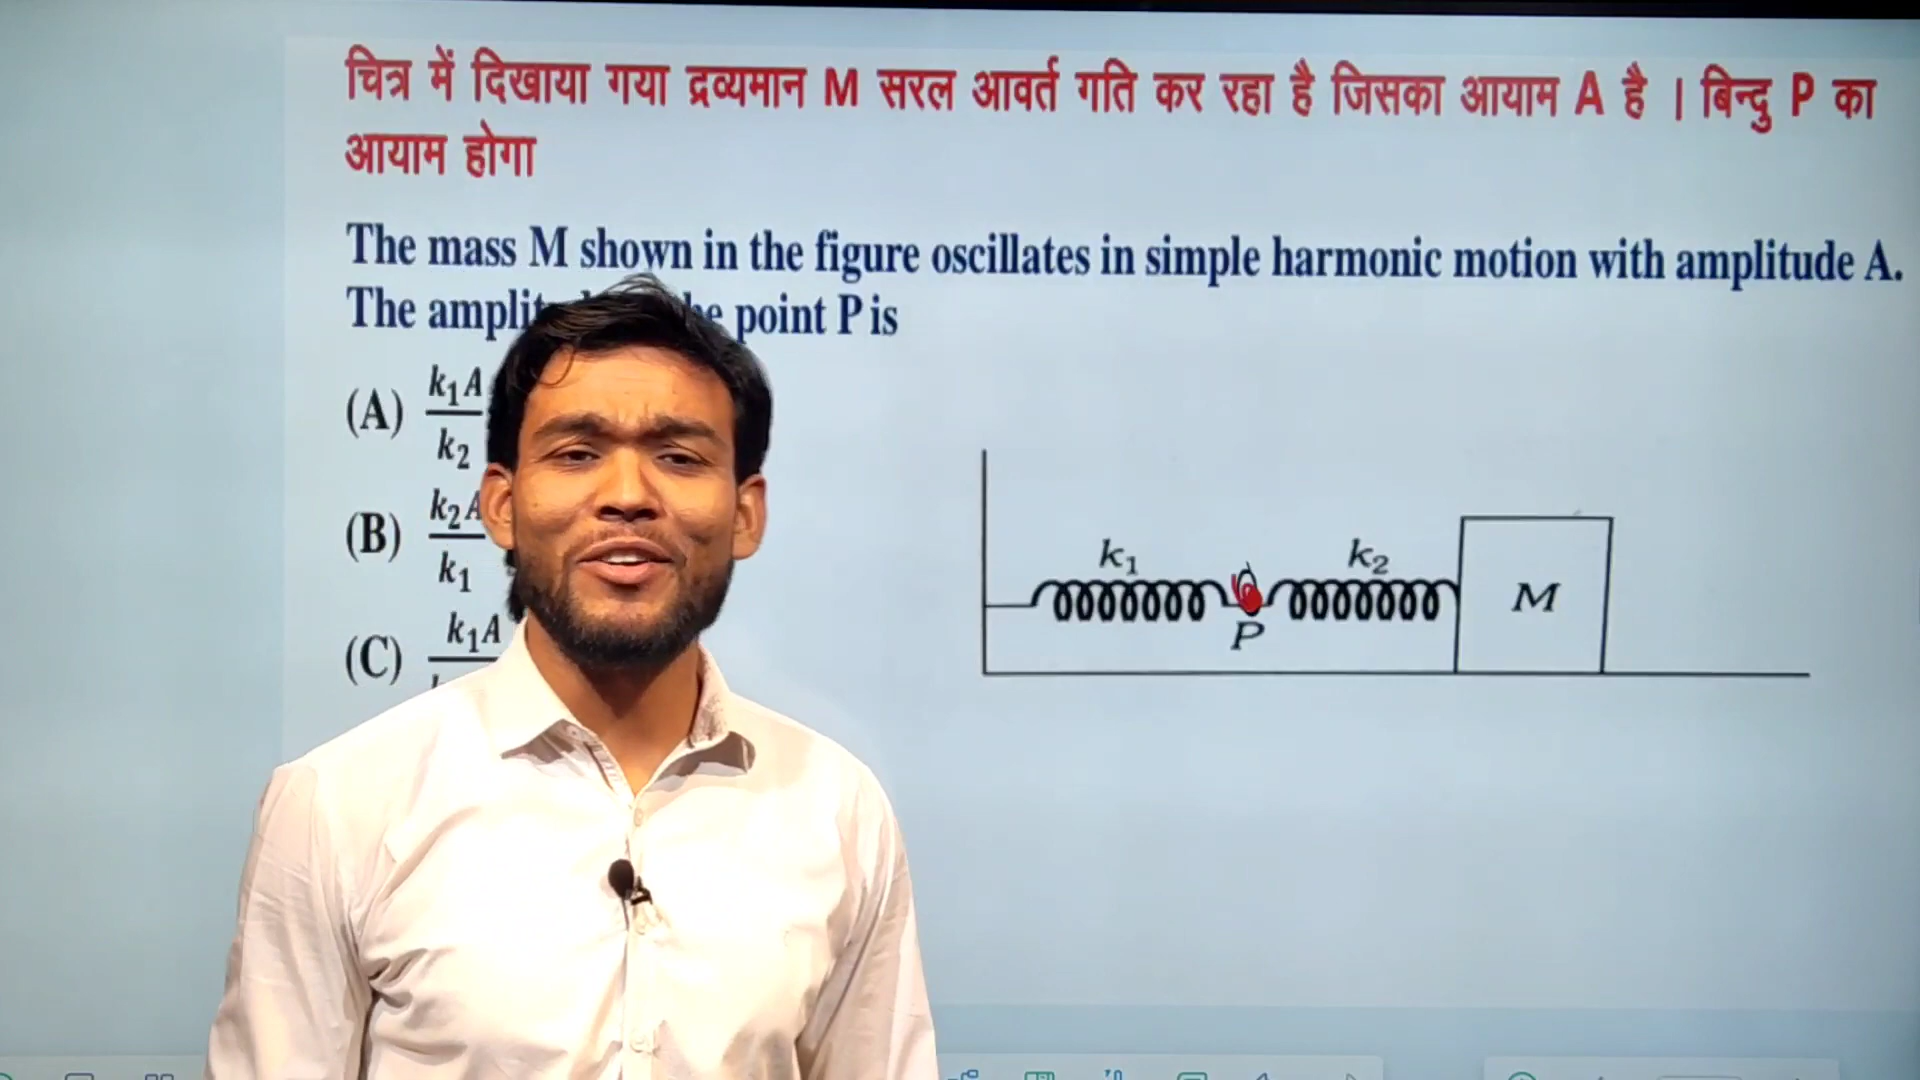 चित्र में दिखाया गया द्रव्यमान M सरल आवर्त गति कर रहा है जिसका आयाम A है । बिन्दु P का
आयाम होगा
The mass M shown in the figure oscillates in simple harmonic motion with amplitude A.
The point P is
(A) k₁A
k₂
(B) k₂A
k₁
(C) k₁A
k₁
k₂
P
M